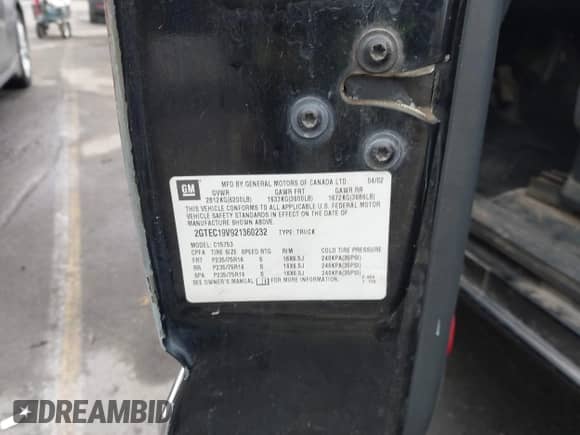 GM
MFD BY GENERAL MOTORS OF CANADA LTD 04/02
GVWR GAWR FRT GAWR RR
2812KG(6200LB) 1633KG(3600LB) 1672KG(3686LB)
THIS VEHICLE CONFORMS TO ALL APPLICABLE U.S. FEDERAL MOTOR
VEHICLE SAFETY AND THEFT PREVENTION STANDARDS IN EFFECT ON THE DATE OF
MANUFACTURE SHOWN ABOVE.
2GTEC19V921360232 TYPE: TRUCK
MODEL: C15753
TIRE SIZE SPEED RTG RIM COLD TIRE PRESSURE
FRT P235/75R16 S 16X6.5J 240KPA(35PSI)
RR P235/75R16 S 16X6.5J 240KPA(35PSI)
SPA P235/75R16 S 16X6.5J 240KPA(35PSI)
SEE OWNER'S MANUAL FOR MORE INFORMATION.
DREAMBID